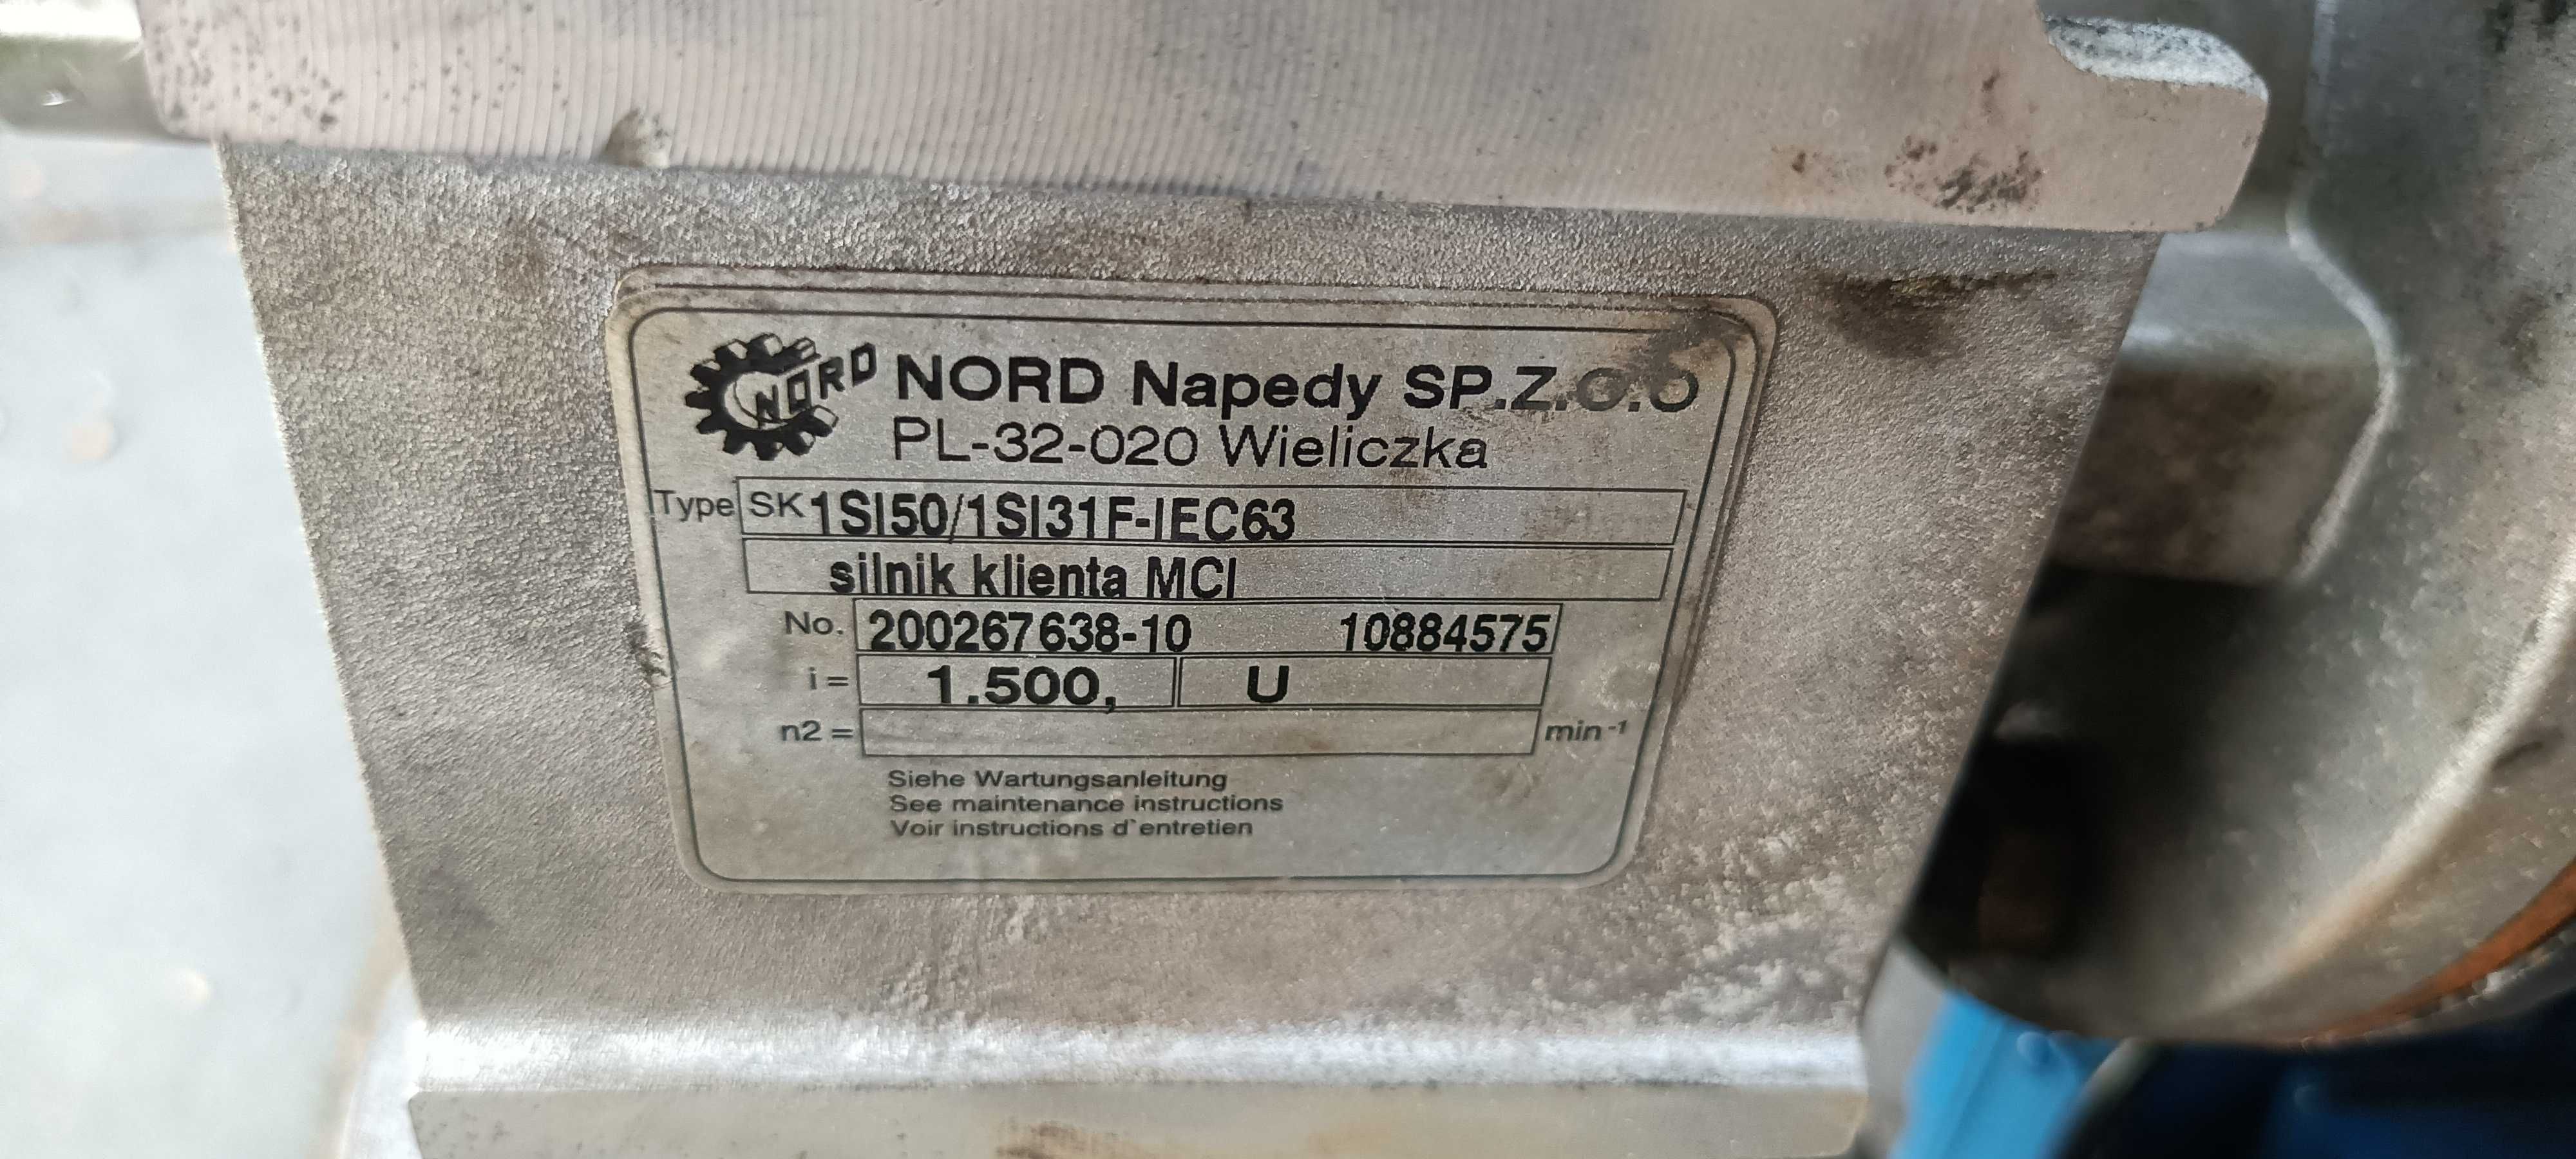 NORD NORD Napedy SP.Z.O.O
PL-32-020 Wieliczka
Type SK 1SI50/1SI31F-IEC63
silnik klienta MCI
No. 200267638-10 10884575
i= 1.500, U
n2 = min-1
Siehe Wartungsanleitung
See maintenance instructions
Voir instructions d`entretien